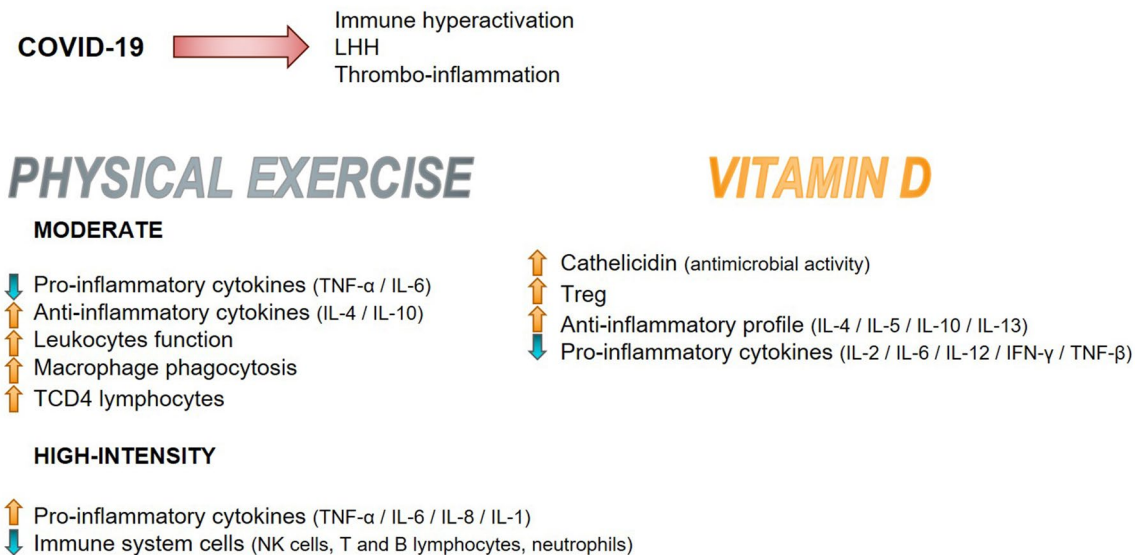 COVID-19
Immune hyperactivation
LHH
Thrombo-inflammation
PHYSICAL EXERCISE
MODERATE
Pro-inflammatory cytokines (TNF-α / IL-6)
Anti-inflammatory cytokines (IL-4 / IL-10)
Leukocytes function
Macrophage phagocytosis
TCD4 lymphocytes
HIGH-INTENSITY
Pro-inflammatory cytokines (TNF-α / IL-6 / IL-8 / IL-1)
Immune system cells (NK cells, T and B lymphocytes, neutrophils)
VITAMIN D
Cathelicidin (antimicrobial activity)
Treg
Anti-inflammatory profile (IL-4 / IL-5 / IL-10 / IL-13)
Pro-inflammatory cytokines (IL-2 / IL-6 / IL-12 / IFN-γ / TNF-β)